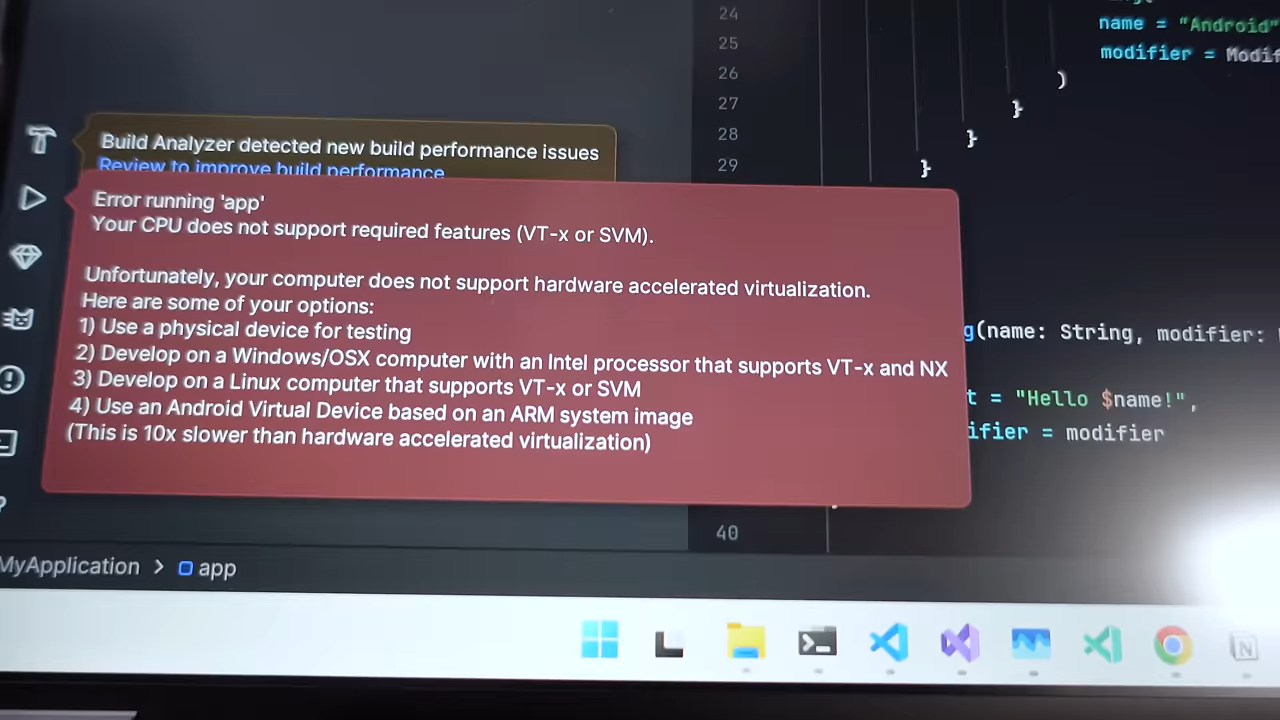 24
name = "Android"
25
modifier =
26
)
27
}
28
}
29
}
Build Analyzer detected new build performance issues
Review to improve build performance
Error running 'app'
Your CPU does not support required features (VT-x or SVM).
Unfortunately, your computer does not support hardware accelerated virtualization.
Here are some of your options:
1) Use a physical device for testing
2) Develop on a Windows/OSX computer with an Intel processor that supports VT-x and NX
3) Develop on a Linux computer that supports VT-x or SVM
4) Use an Android Virtual Device based on an ARM system image
(This is 10x slower than hardware accelerated virtualization)
g(name: String, modifier:
t = "Hello $name!",
ifier = modifier
40
MyApplication > app